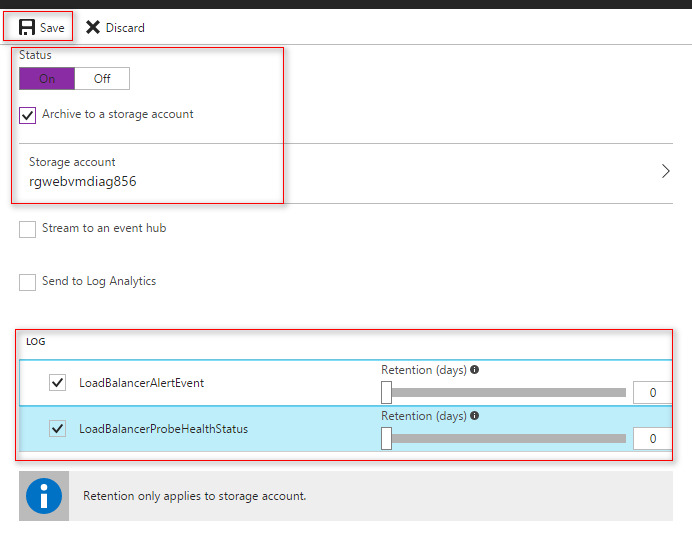 Save Discard
Status
On Off
Archive to a storage account
Storage account
rgwebvmdiag856
Stream to an event hub
Send to Log Analytics
LOG
Retention (days)
LoadBalancerAlertEvent
0
Retention (days)
LoadBalancerProbeHealthStatus
0
Retention only applies to storage account.